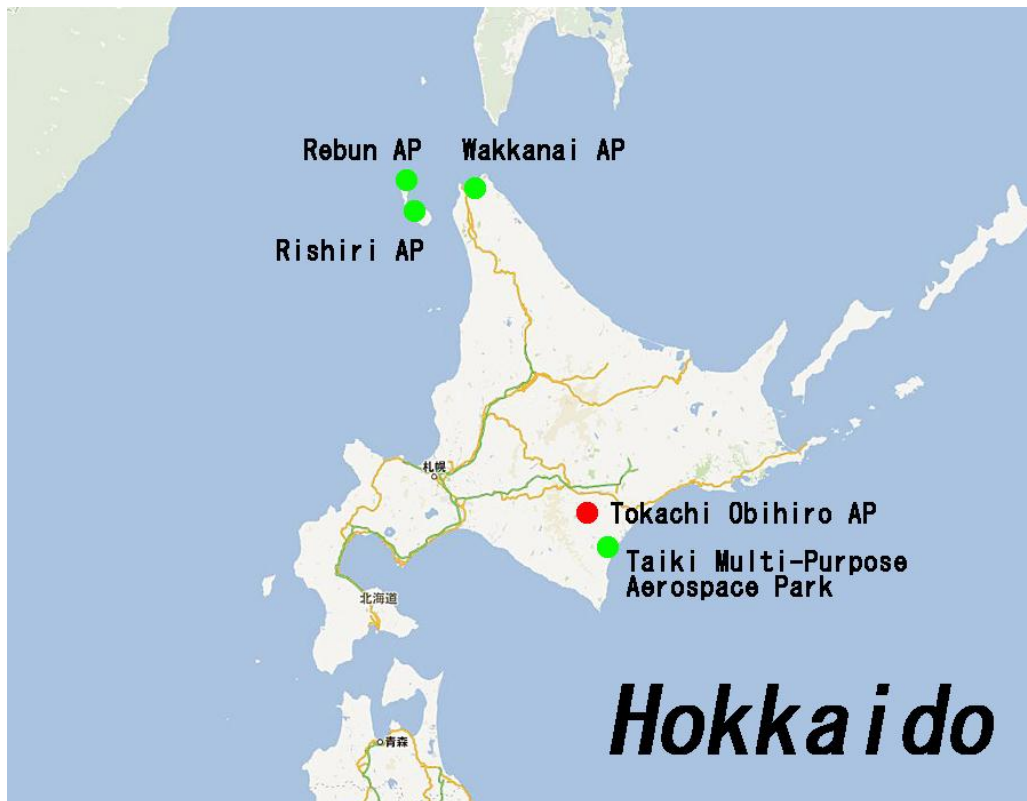 Rebun AP
Wakkanai AP
Rishiri AP
札幌
Tokachi Obihiro AP
Taiki Multi-Purpose
Aerospace Park
北海道
Hokkaido
青森